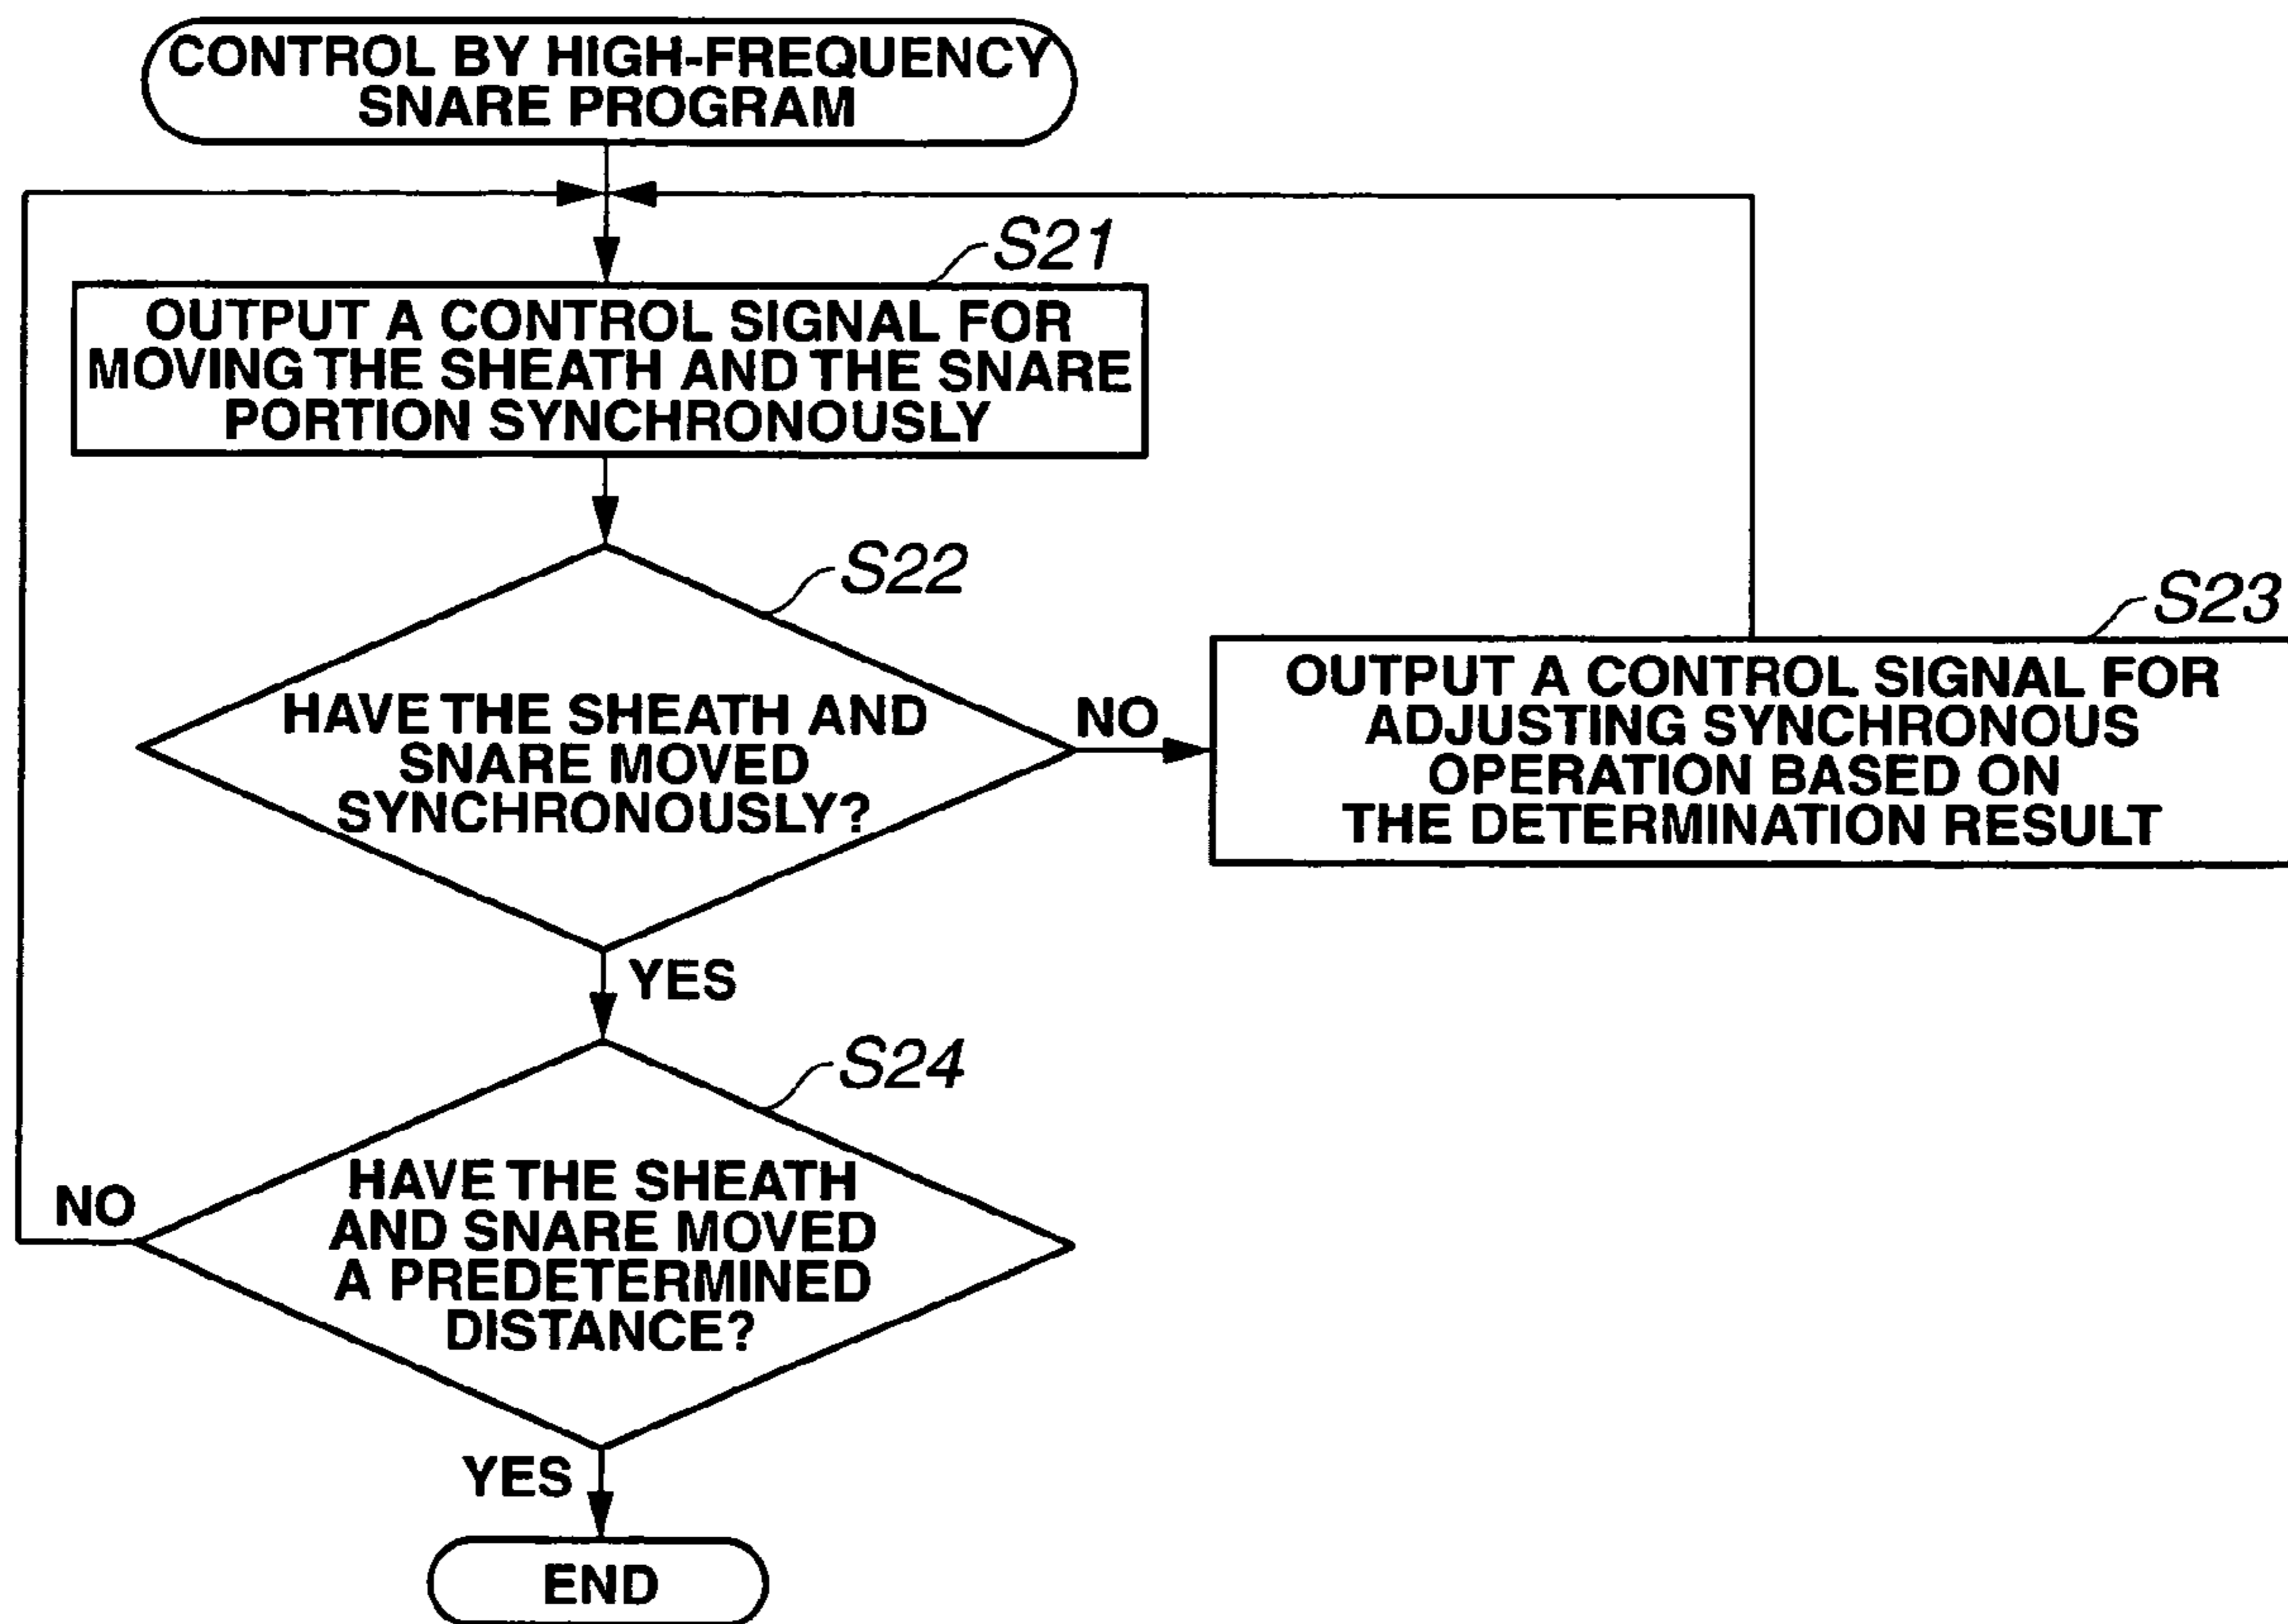 CONTROL BY HIGH-FREQUENCY
SNARE PROGRAM
S21
OUTPUT A CONTROL SIGNAL FOR
MOVING THE SHEATH AND THE SNARE
PORTION SYNCHRONOUSLY
S22
HAVE THE SHEATH AND
SNARE MOVED
SYNCHRONOUSLY?
NO
S23
OUTPUT A CONTROL SIGNAL FOR
ADJUSTING SYNCHRONOUS
OPERATION BASED ON
THE DETERMINATION RESULT
YES
S24
HAVE THE SHEATH
AND SNARE MOVED
A PREDETERMINED
DISTANCE?
NO
YES
END